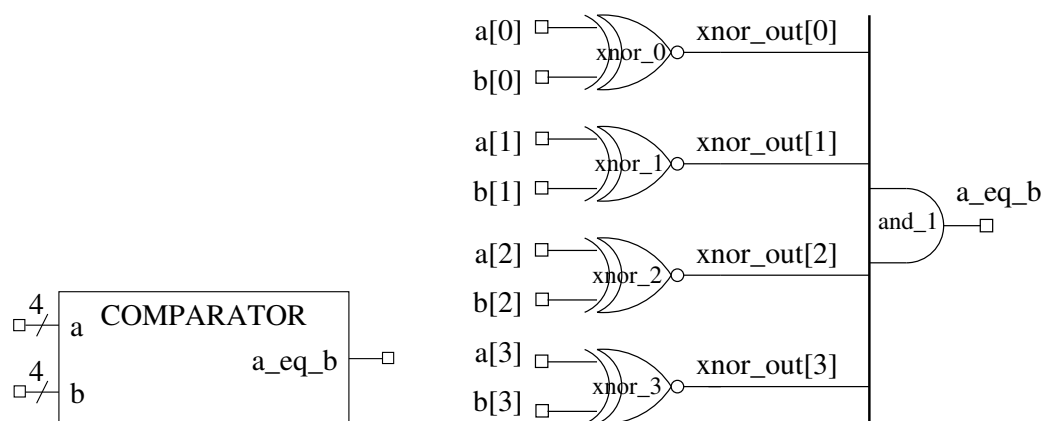 a[0]
xnor_0
xnor_out[0]
b[0]
a[1]
xnor_1
xnor_out[1]
b[1]
a_eq_b
and_1
a[2]
xnor_2
xnor_out[2]
b[2]
4
a
COMPARATOR
a_eq_b
4
b
a[3]
xnor_3
xnor_out[3]
b[3]